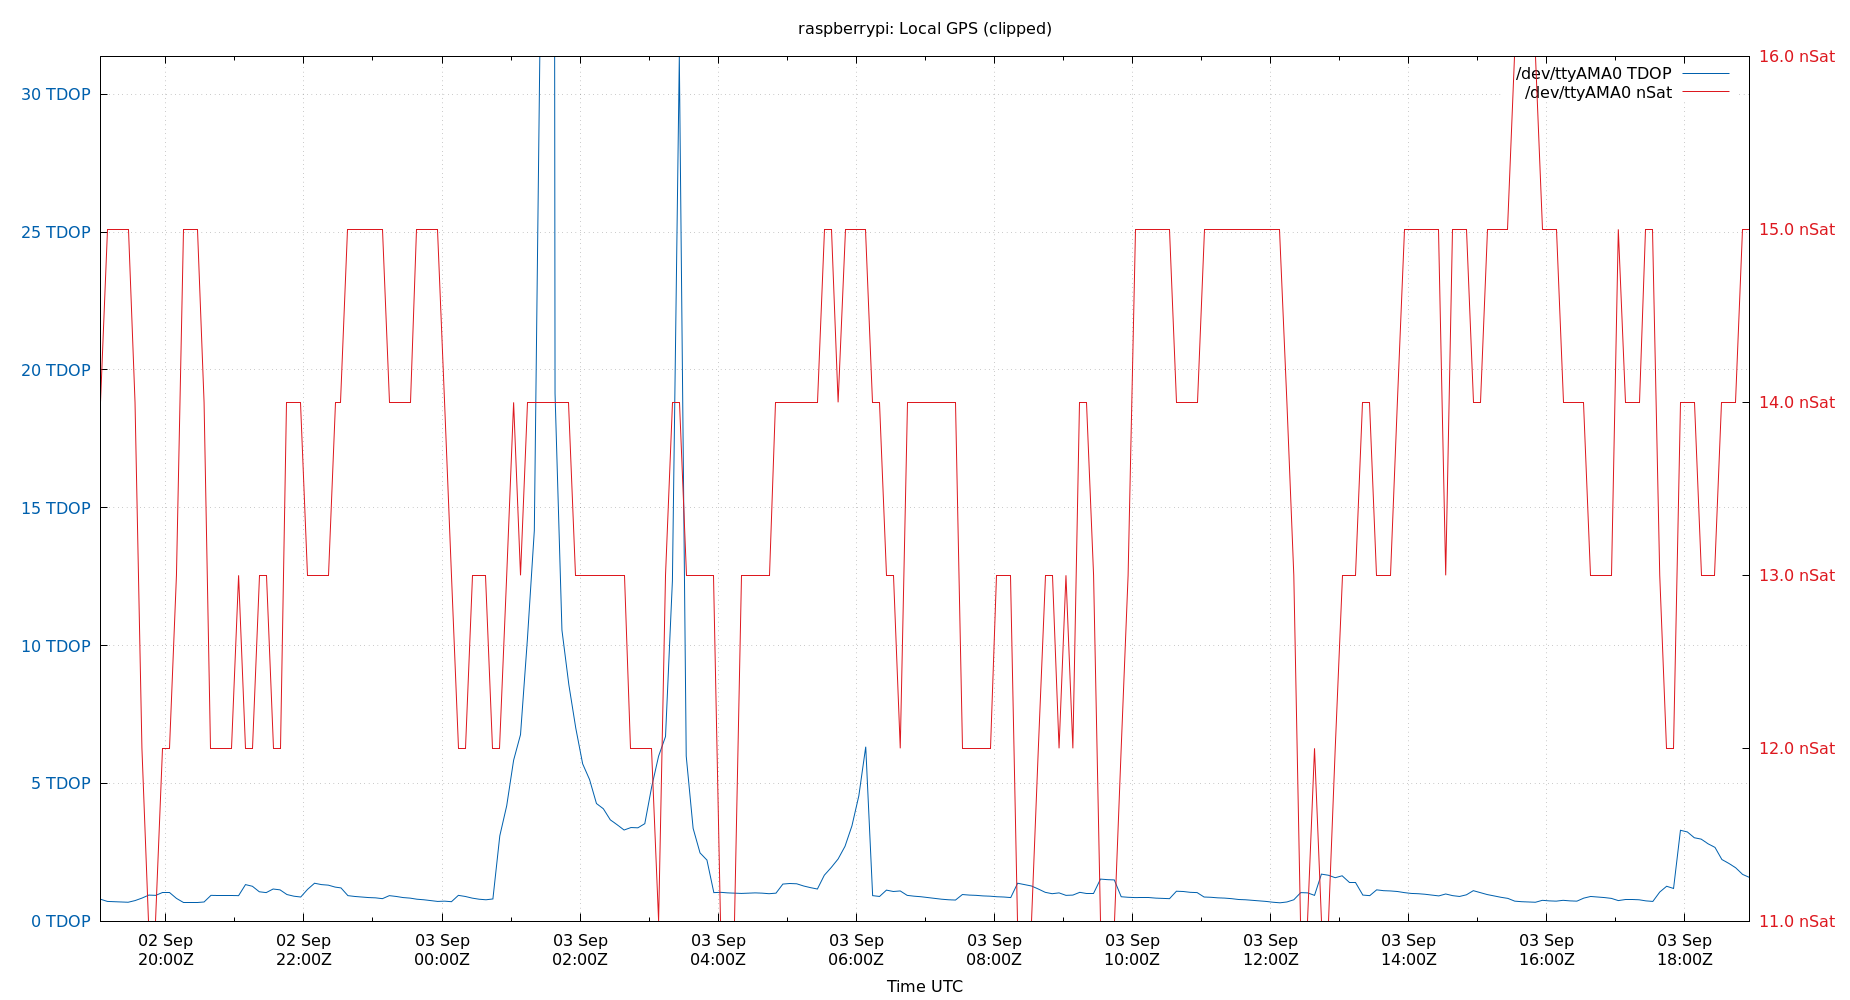 raspberrypi: Local GPS (clipped)
/dev/ttyAMA0 TDOP
/dev/ttyAMA0 nSat
30 TDOP
25 TDOP
20 TDOP
15 TDOP
10 TDOP
5 TDOP
0 TDOP
16.0 nSat
15.0 nSat
14.0 nSat
13.0 nSat
12.0 nSat
11.0 nSat
02 Sep
20:00Z
02 Sep
22:00Z
03 Sep
00:00Z
03 Sep
02:00Z
03 Sep
04:00Z
03 Sep
06:00Z
03 Sep
08:00Z
03 Sep
10:00Z
03 Sep
12:00Z
03 Sep
14:00Z
03 Sep
16:00Z
03 Sep
18:00Z
Time UTC